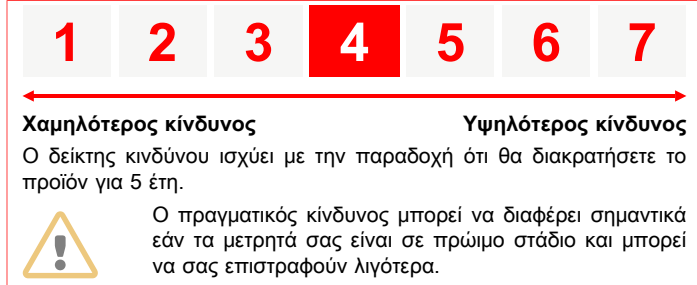 1 2 3 4 5 6 7
Χαμηλότερος κίνδυνος Υψηλότερος κίνδυνος
Ο δείκτης κινδύνου ισχύει με την παραδοχή ότι θα διακρατήσετε το
προϊόν για 5 έτη.
Ο πραγματικός κίνδυνος μπορεί να διαφέρει σημαντικά
εάν τα μετρητά σας είναι σε πρώιμο στάδιο και μπορεί
να σας επιστραφούν λιγότερα.